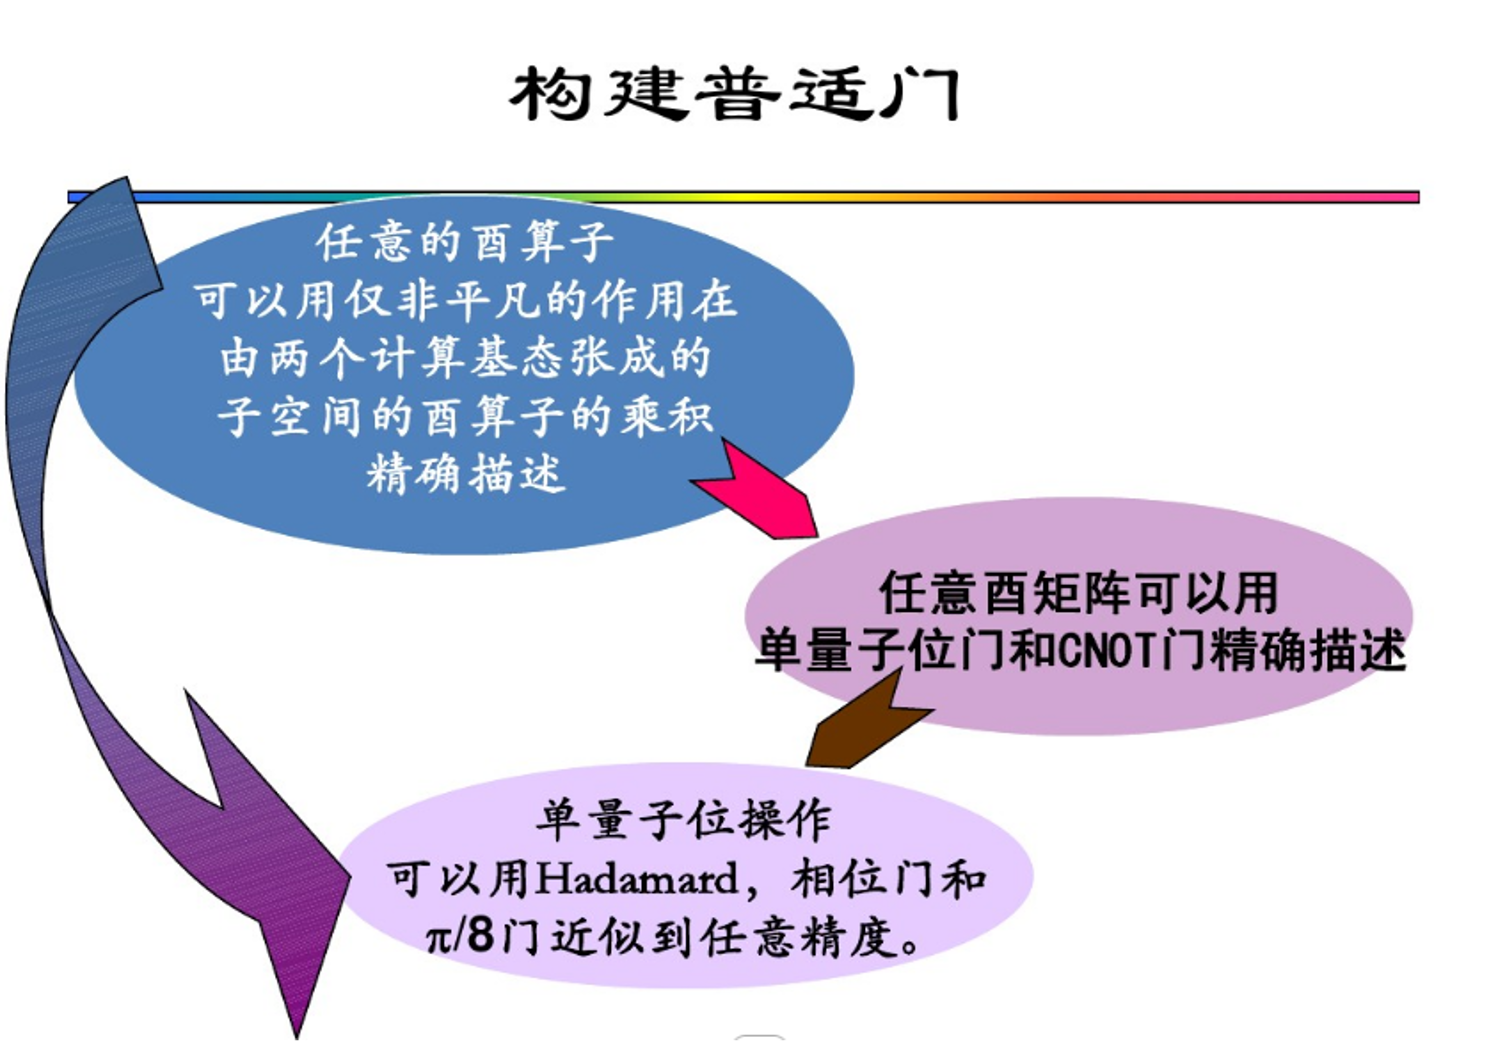 构建普适门
任意的酉算子
可以用仅非平凡的作用在
由两个计算基态张成的
子空间的酉算子的乘积
精确描述
任意酉矩阵可以用
单量子位门和CNOT门精确描述
单量子位操作
可以用Hadamard，相位门和
π/8门近似到任意精度。